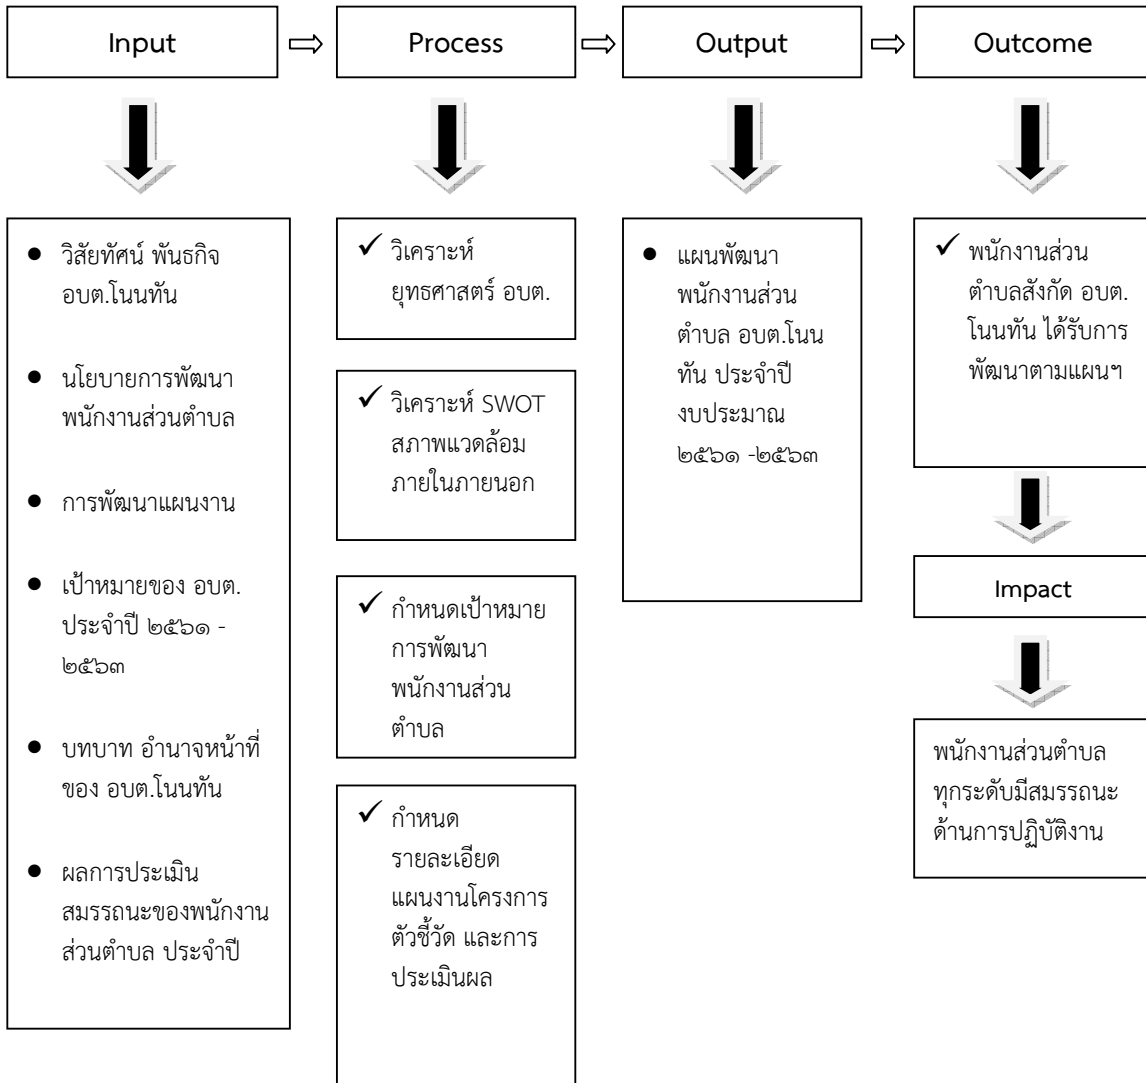 Input
Process
Output
Outcome
วิสัยทัศน์ พันธกิจ
อบต.โนนทัน
นโยบายการพัฒนา
พนักงานส่วนตำบล
การพัฒนาแผนงาน
เป้าหมายของ อบต.
ประจำปี ๒๕๖๑ -
๒๕๖๓
บทบาท อำนาจหน้าที่
ของ อบต.โนนทัน
ผลการประเมิน
สมรรถนะของพนักงาน
ส่วนตำบล ประจำปี
วิเคราะห์
ยุทธศาสตร์ อบต.
วิเคราะห์ SWOT
สภาพแวดล้อม
ภายในภายนอก
กำหนดเป้าหมาย
การพัฒนา
พนักงานส่วน
ตำบล
กำหนด
รายละเอียด
แผนงานโครงการ
ตัวชี้วัด และการ
ประเมินผล
แผนพัฒนา
พนักงานส่วน
ตำบล อบต.โนน
ทัน ประจำปี
งบประมาณ
๒๕๖๑ -๒๕๖๓
พนักงานส่วน
ตำบลสังกัด อบต.
โนนทัน ได้รับการ
พัฒนาตามแผนฯ
Impact
พนักงานส่วนตำบล
ทุกระดับมีสมรรถนะ
ด้านการปฏิบัติงาน